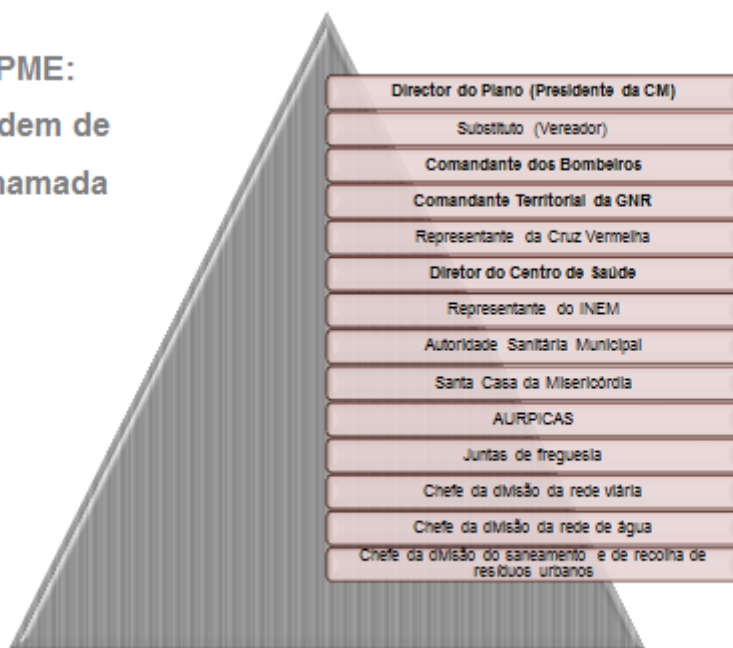 PME:
dem de
hamada
Director do Plano (Presidente da CM)
Substituto (Vereador)
Comandante dos Bombeiros
Comandante Territorial da GNR
Representante da Cruz Vermelha
Diretor do Centro de Saúde
Representante do INEM
Autoridade Sanitária Municipal
Santa Casa da Misericórdia
AURPICAS
Juntas de freguesia
Chefe da divisão da rede viária
Chefe da divisão da rede de água
Chefe da divisão do saneamento e de recolha de
resíduos urbanos